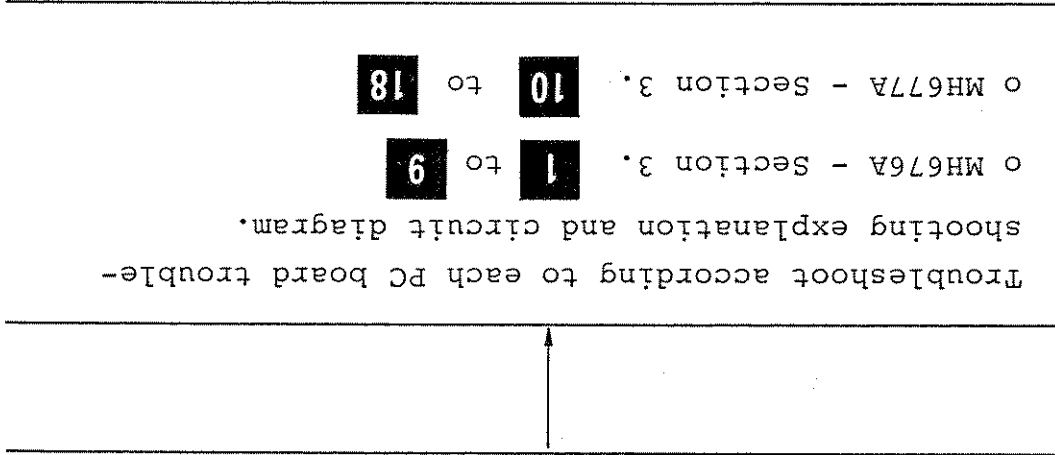 Troubleshoot according to each PC board trouble-
shooting explanation and circuit diagram.
o MH676A - Section 3. 1 to 9
o MH677A - Section 3. 10 to 18